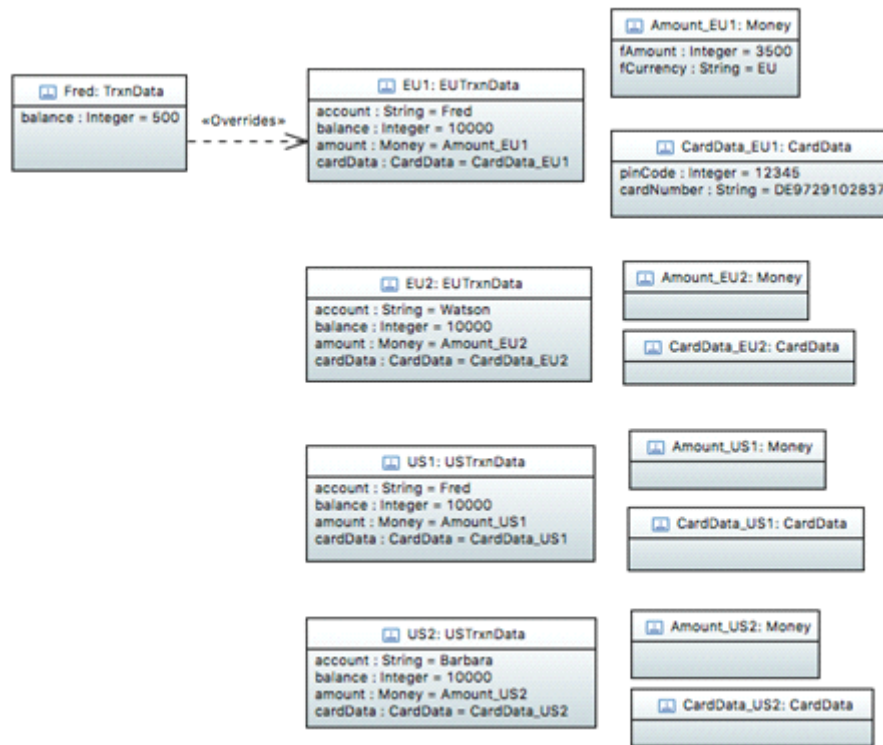 Amount_EU1: Money
fAmount : Integer = 3500
fCurrency : String = EU
Fred: TrxnData
balance : Integer = 500
«Overrides»
EU1: EUTrxnData
account : String = Fred
balance : Integer = 10000
amount : Money = Amount_EU1
cardData : CardData = CardData_EU1
CardData_EU1: CardData
pinCode : Integer = 12345
cardNumber : String = DE9729102837
EU2: EUTrxnData
account : String = Watson
balance : Integer = 10000
amount : Money = Amount_EU2
cardData : CardData = CardData_EU2
Amount_EU2: Money
CardData_EU2: CardData
US1: USTrxnData
account : String = Fred
balance : Integer = 10000
amount : Money = Amount_US1
cardData : CardData = CardData_US1
Amount_US1: Money
CardData_US1: CardData
US2: USTrxnData
account : String = Barbara
balance : Integer = 10000
amount : Money = Amount_US2
cardData : CardData = CardData_US2
Amount_US2: Money
CardData_US2: CardData